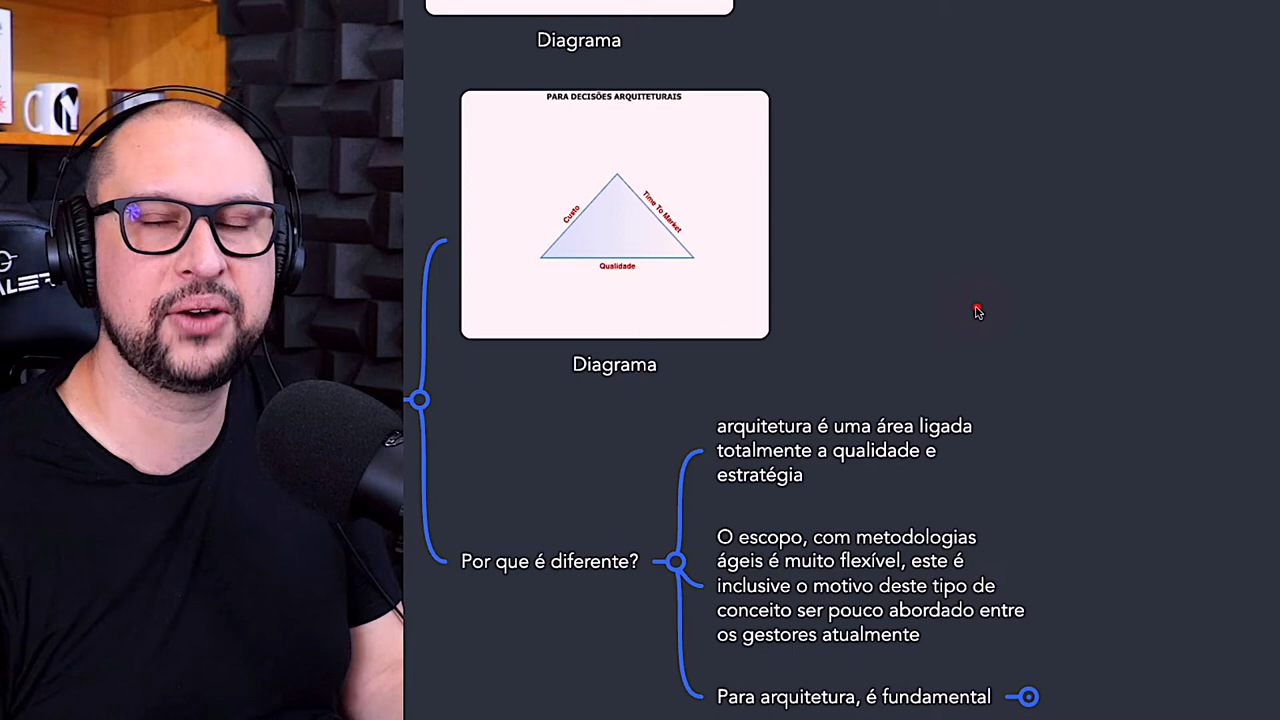 Diagrama
PARA DECISÕES ARQUITETURAIS
Custo
Time To Market
Qualidade
Diagrama
arquitetura é uma área ligada
totalmente a qualidade e
estratégia
Por que é diferente?
O escopo, com metodologias
ágeis é muito flexível, este é
inclusive o motivo deste tipo de
conceito ser pouco abordado entre
os gestores atualmente
Para arquitetura, é fundamental